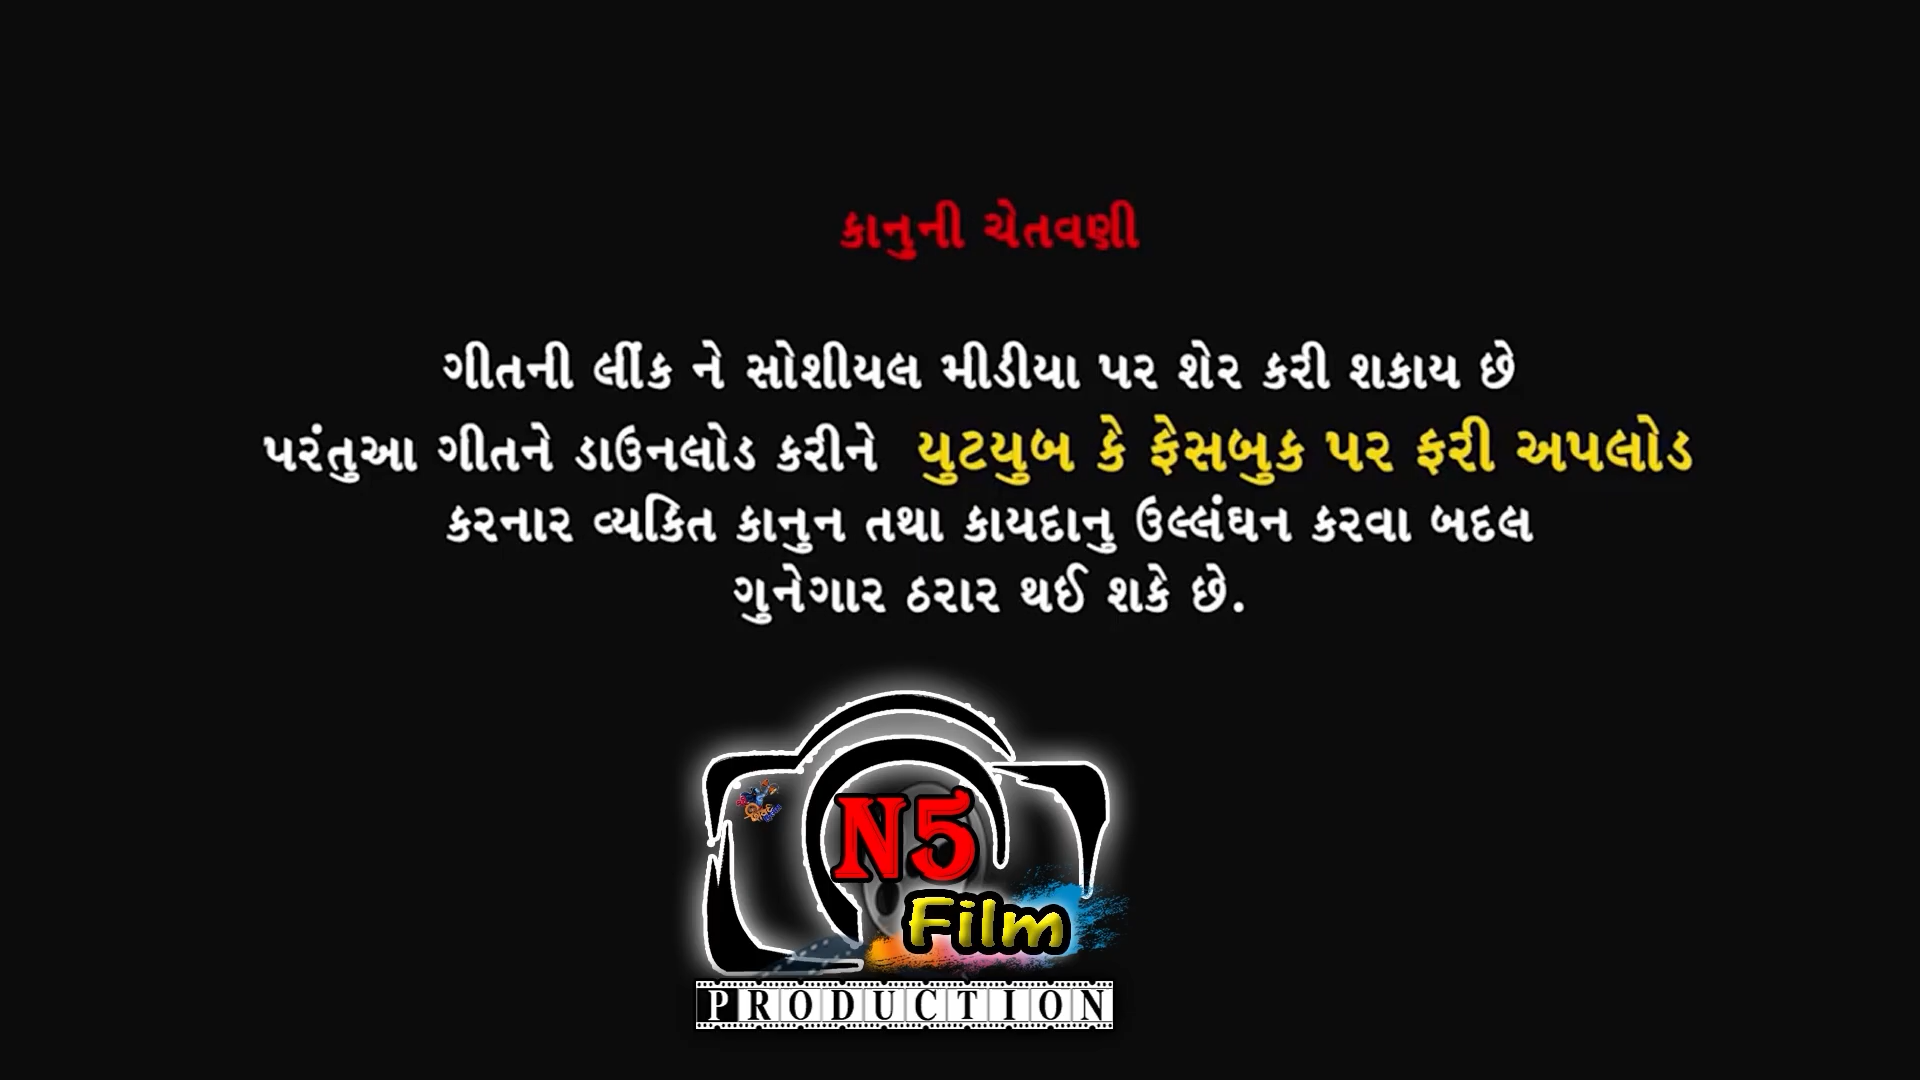 કાનુની ચેતવણી
ગીતની લીંક ને સોશીયલ મીડીયા પર શેર કરી શકાય છે
પરંતુઆ ગીતને ડાઉનલોડ કરીને યુટયુબ કે ફેસબુક પર ફરી અપલોડ
કરનાર વ્યકિત કાનુન તથા કાયદાનુ ઉલ્લંઘન કરવા બદલ
ગુનેગાર ઠરાર થઈ શકે છે.
N5
Film
PRODUCTION